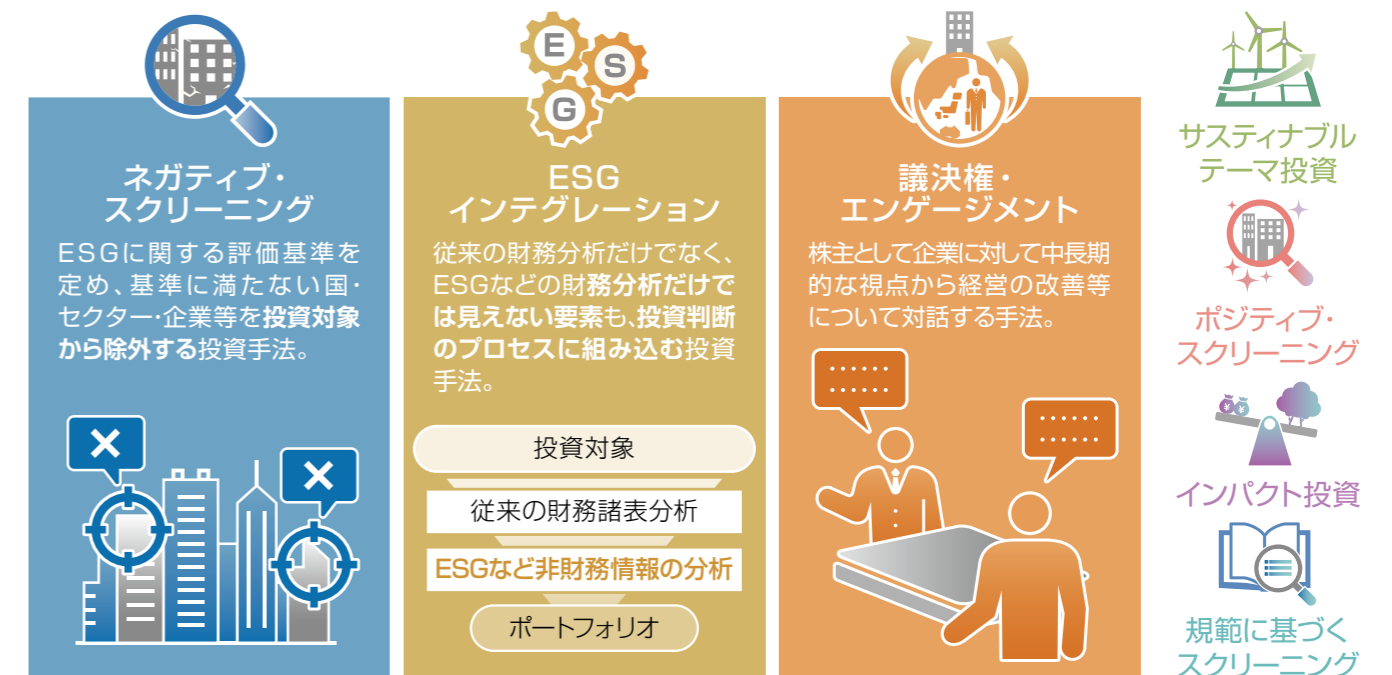 ネガティブ・
スクリーニング
ESGに関する評価基準を
定め、基準に満たない国・
セクター・企業等を投資対象
から除外する投資手法。
E
S
G
ESG
インテグレーション
従来の財務分析だけでなく、
ESGなどの財務分析だけで
は見えない要素も、投資判断
のプロセスに組み込む投資
手法。
投資対象
従来の財務諸表分析
ESGなど非財務情報の分析
ポートフォリオ
議決権・
エンゲージメント
株主として企業に対して中長期
的な視点から経営の改善等
について対話する手法。
サスティナブル
テーマ投資
ポジティブ・
スクリーニング
¥ ¥
インパクト投資
規範に基づく
スクリーニング